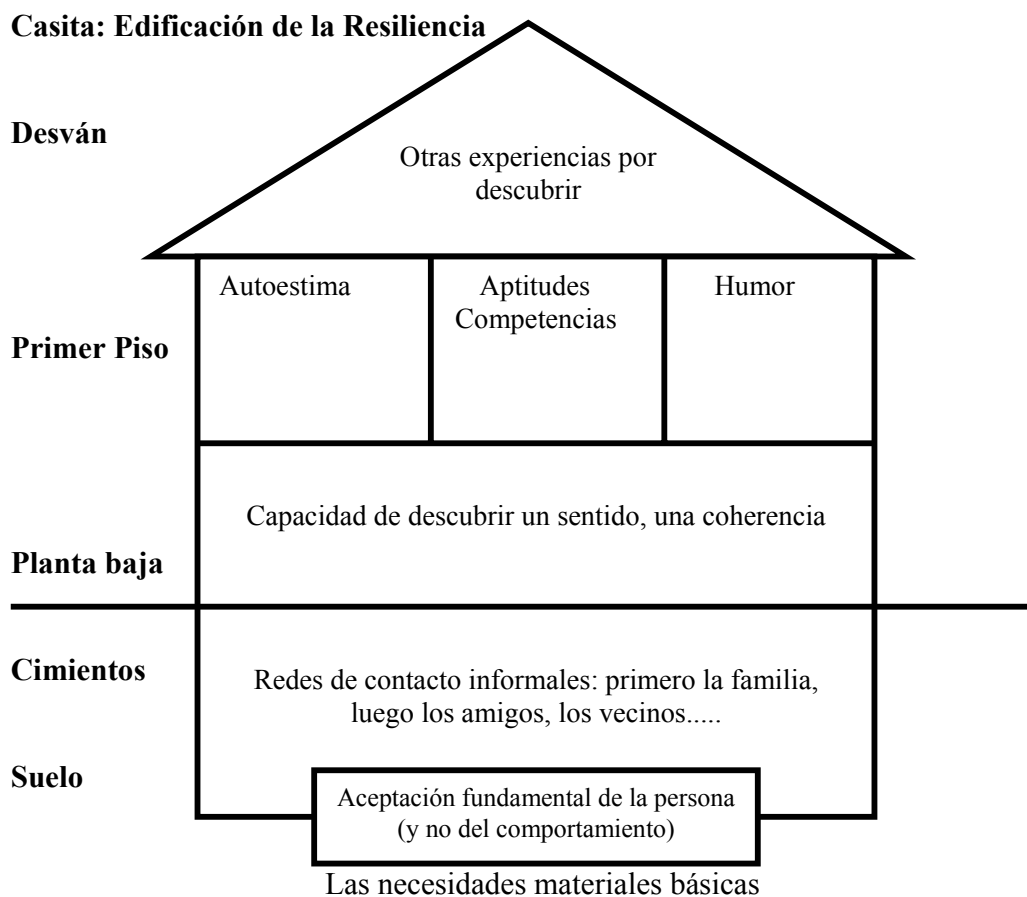 Casita: Edificación de la Resiliencia
Desván
Otras experiencias por
descubrir
Autoestima
Aptitudes
Competencias
Humor
Primer Piso
Capacidad de descubrir un sentido, una coherencia
Planta baja
Cimientos
Redes de contacto informales: primero la familia,
luego los amigos, los vecinos.....
Suelo
Aceptación fundamental de la persona
(y no del comportamiento)
Las necesidades materiales básicas